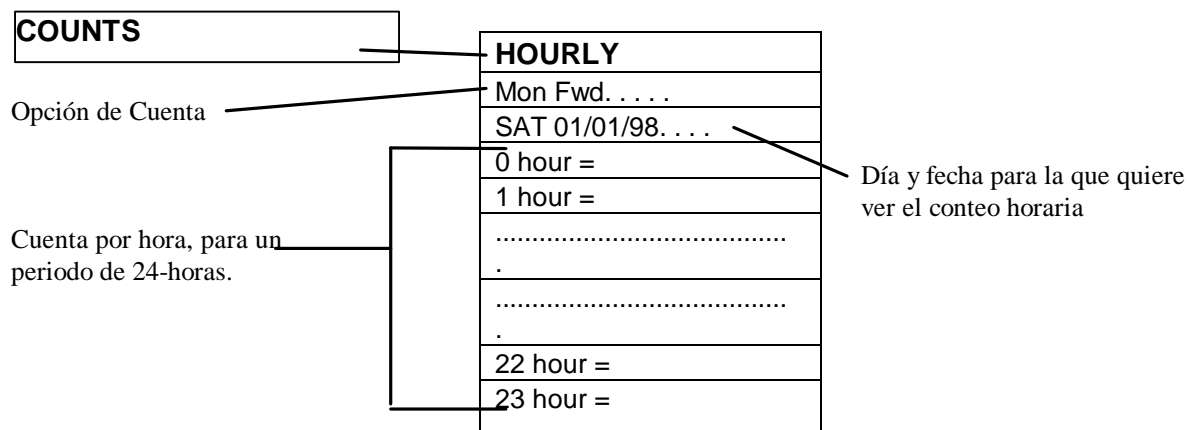 COUNTS
HOURLY
Opción de Cuenta
Mon Fwd. . . . .
SAT 01/01/98. . . .
0 hour =
1 hour =
Día y fecha para la que quiere
ver el conteo horaria
Cuenta por hora, para un
periodo de 24-horas.
........................................
.
........................................
.
22 hour =
23 hour =